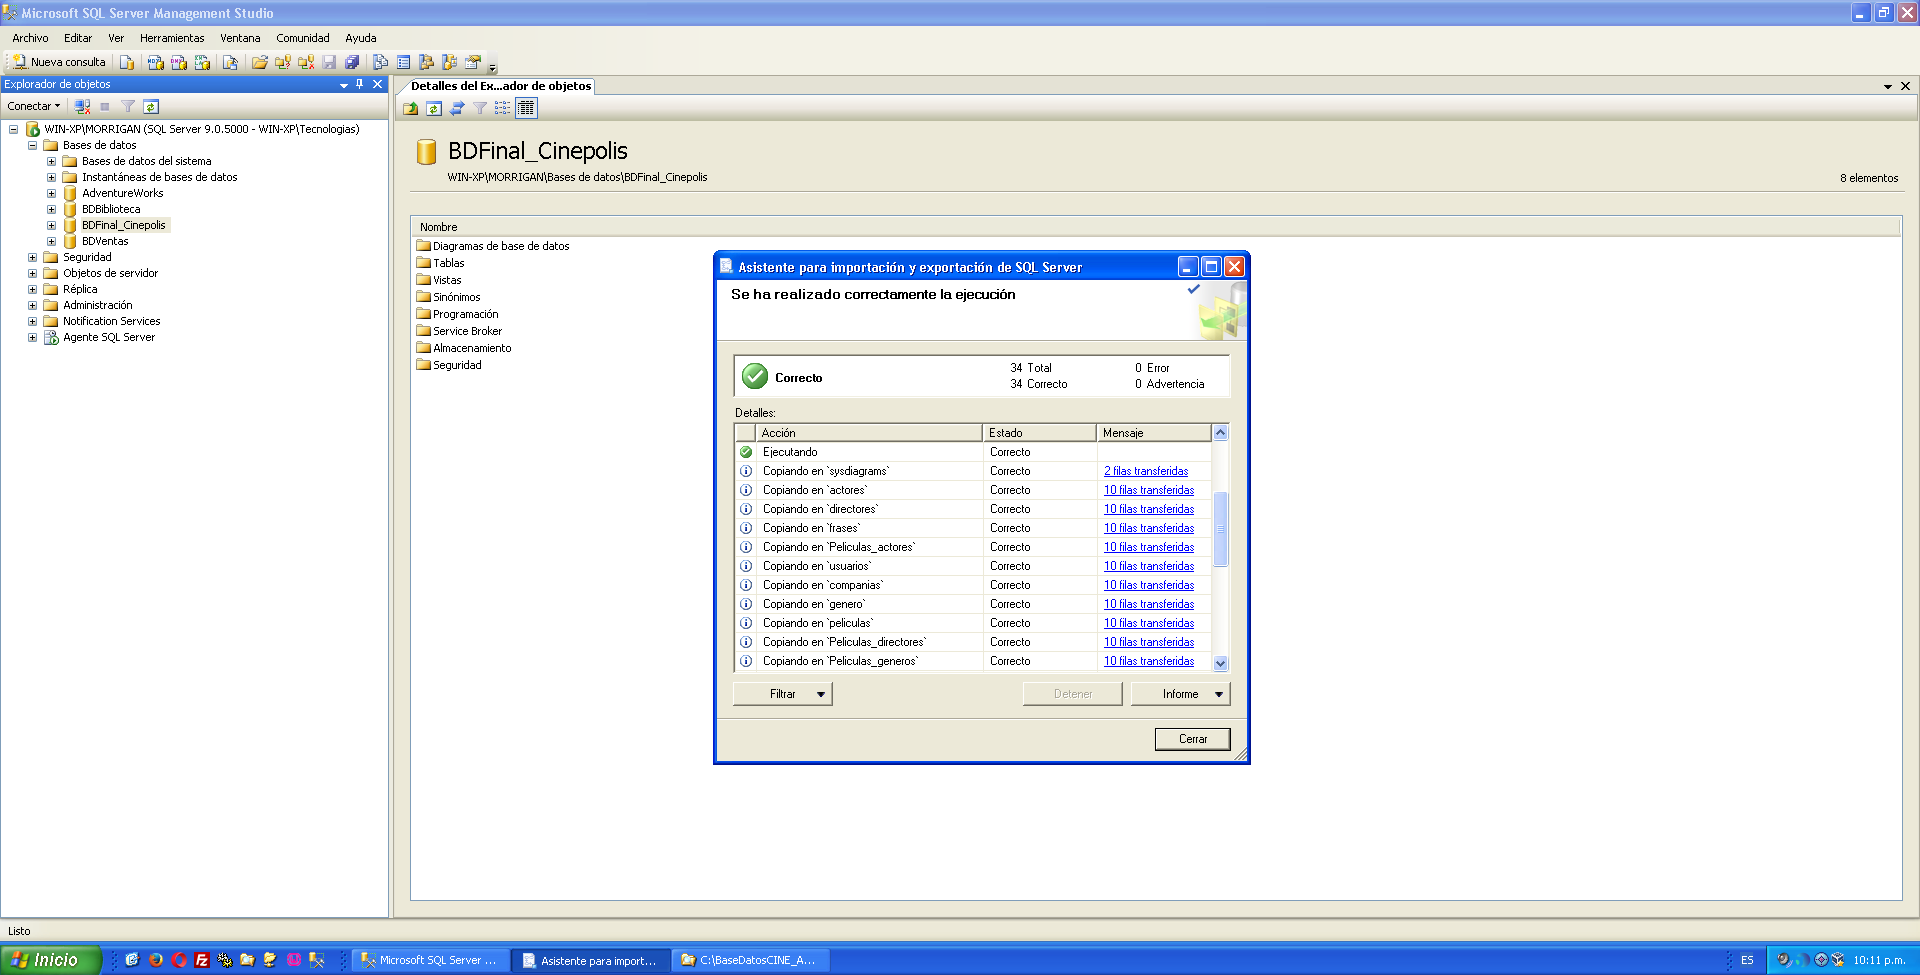 Microsoft SQL Server Management Studio
Archivo Editar Ver Herramientas Ventana Comunidad Ayuda
Nueva consulta
Explorador de objetos
Conectar
WIN-XP\MORRIGAN (SQL Server 9.0.5000 - WIN-XP\Tecnologias)
Bases de datos
Bases de datos del sistema
Instantáneas de bases de datos
AdventureWorks
BDBiblioteca
BDFinal_Cinepolis
BDVentas
Seguridad
Objetos de servidor
Réplica
Administración
Notification Services
Agente SQL Server
Detalles del Ex...ador de objetos
BDFinal_Cinepolis
WIN-XP\MORRIGAN\Bases de datos\BDFinal_Cinepolis
8 elementos
Nombre
Diagramas de base de datos
Tablas
Vistas
Sinónimos
Programación
Service Broker
Almacenamiento
Seguridad
Asistente para importación y exportación de SQL Server
Se ha realizado correctamente la ejecución
Correcto
34 Total 0 Error
34 Correcto 0 Advertencia
Detalles:
Acción Estado Mensaje
Ejecutando Correcto
Copiando en `sysdiagrams` Correcto 2 filas transferidas
Copiando en `actores` Correcto 10 filas transferidas
Copiando en `directores` Correcto 10 filas transferidas
Copiando en `frases` Correcto 10 filas transferidas
Copiando en `Peliculas_actores` Correcto 10 filas transferidas
Copiando en `usuarios` Correcto 10 filas transferidas
Copiando en `companias` Correcto 10 filas transferidas
Copiando en `genero` Correcto 10 filas transferidas
Copiando en `peliculas` Correcto 10 filas transferidas
Copiando en `Peliculas_directores` Correcto 10 filas transferidas
Copiando en `Peliculas_generos` Correcto 10 filas transferidas
Filtrar Detener Informe
Cerrar
Listo
Inicio
Microsoft SQL Server ...
Asistente para import...
C:\BaseDatosCINE_A...
ES
10:11 p.m.